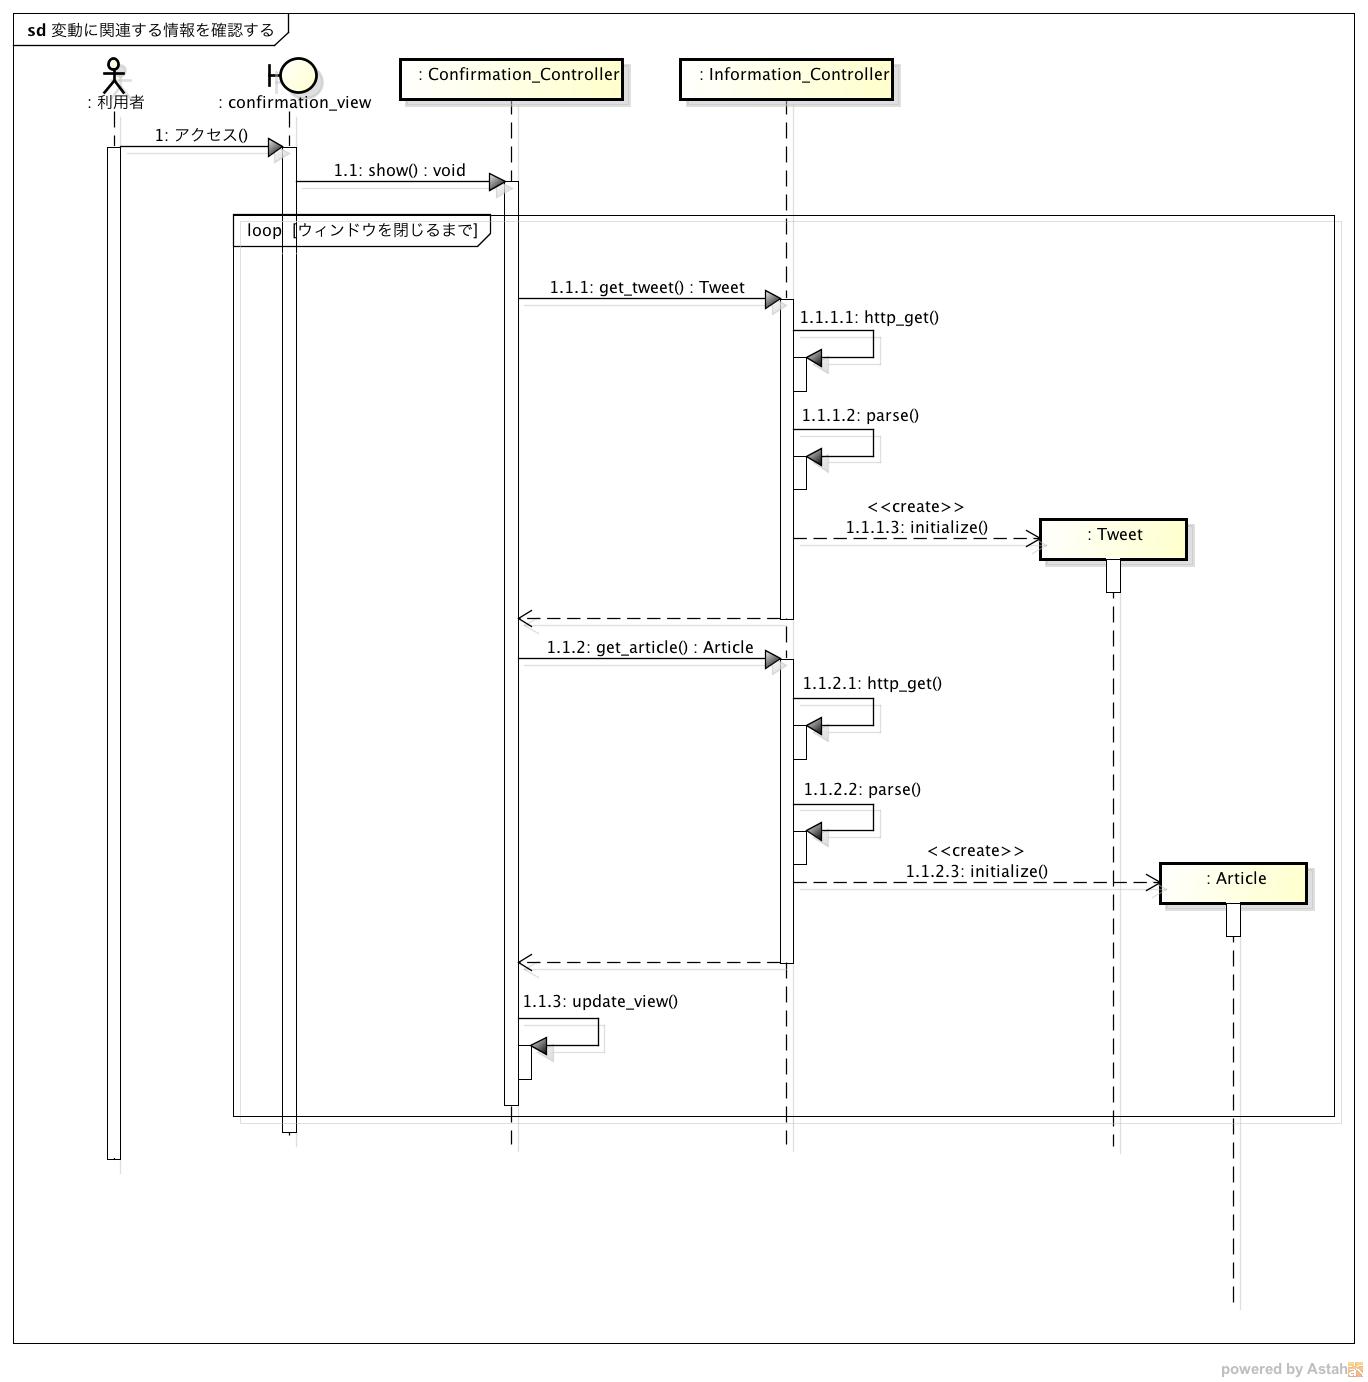 sd 変動に関連する情報を確認する
: 利用者
: confirmation_view
: Confirmation_Controller
: Information_Controller
1: アクセス()
1.1: show() : void
loop [ウィンドウを閉じるまで]
1.1.1: get_tweet() : Tweet
1.1.1.1: http_get()
1.1.1.2: parse()
<<create>>
1.1.1.3: initialize()
: Tweet
1.1.2: get_article() : Article
1.1.2.1: http_get()
1.1.2.2: parse()
<<create>>
1.1.2.3: initialize()
: Article
1.1.3: update_view()
powered by Astah